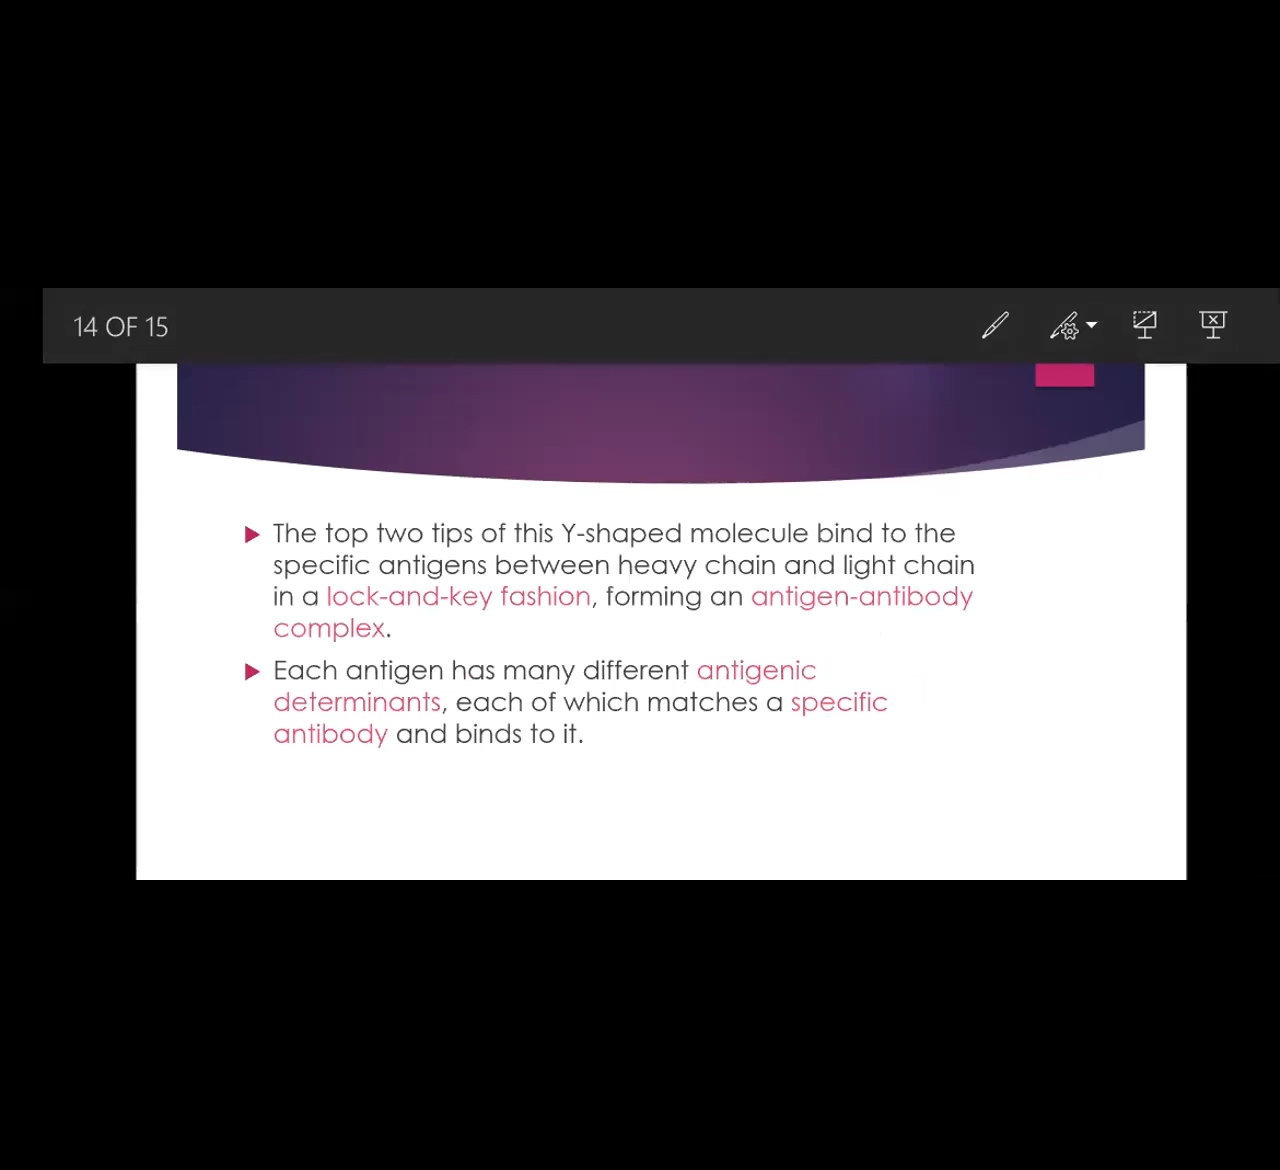 14 OF 15
The top two tips of this Y-shaped molecule bind to the
specific antigens between heavy chain and light chain
in a lock-and-key fashion, forming an antigen-antibody
complex.
Each antigen has many different antigenic
determinants, each of which matches a specific
antibody and binds to it.